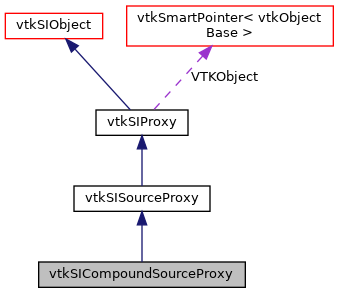 vtkSIObject
vtkSmartPointer< vtkObject
Base >
VTKObject
vtkSIProxy
vtkSISourceProxy
vtkSICompoundSourceProxy